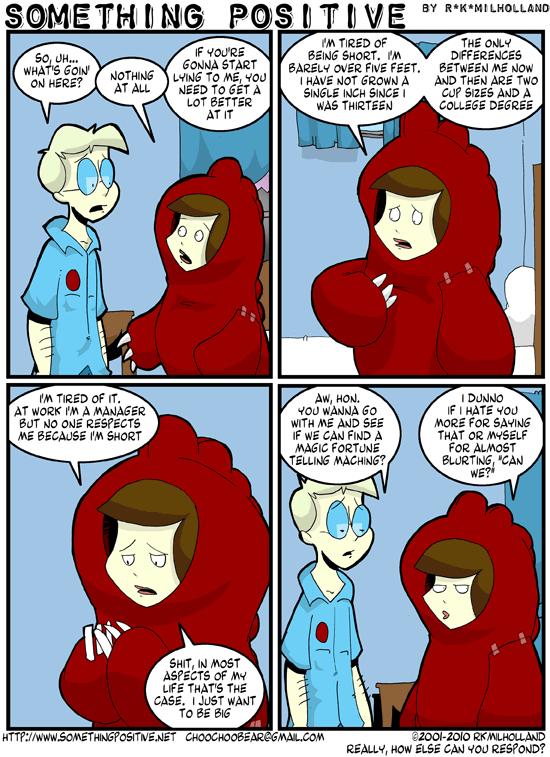 SOMETHING POSITIVE BY R*K*MILHOLLAND
SO, UH...
WHAT'S GOIN'
ON HERE?
NOTHING
AT ALL
IF YOU'RE
GONNA START
LYING TO ME, YOU
NEED TO GET A
LOT BETTER
AT IT
I'M TIRED OF
BEING SHORT. I'M
BARELY OVER FIVE FEET.
I HAVE NOT GROWN A
SINGLE INCH SINCE I
WAS THIRTEEN
THE ONLY
DIFFERENCES
BETWEEN ME NOW
AND THEN ARE TWO
CUP SIZES AND A
COLLEGE DEGREE
I'M TIRED OF IT.
AT WORK I'M A MANAGER
BUT NO ONE RESPECTS
ME BECAUSE I'M SHORT
SHIT, IN MOST
ASPECTS OF MY
LIFE THAT'S THE
CASE. I JUST WANT
TO BE BIG
AW, HON.
YOU WANNA GO
WITH ME AND SEE
IF WE CAN FIND A
MAGIC FORTUNE
TELLING MACHING?
I DUNNO
IF I HATE YOU
MORE FOR SAYING
THAT OR MYSELF
FOR ALMOST
BLURTING, "CAN
WE?"
HTTP://WWW.SOMETHINGPOSITIVE.NET CHOOCHOOBEAR@GMAIL.COM ©2001-2010 RKMILHOLLAND
REALLY, HOW ELSE CAN YOU RESPOND?